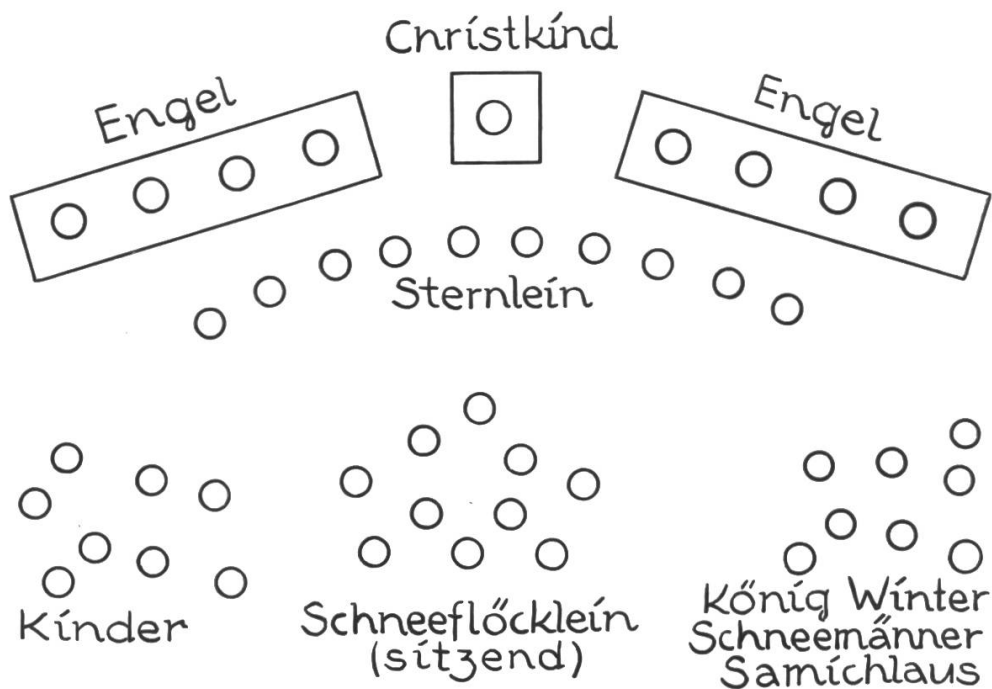 Christkind
Engel
Engel
Sternlein
Kinder
Schneeflöcklein
(sitzend)
König Winter
Schneemänner
Samichlaus